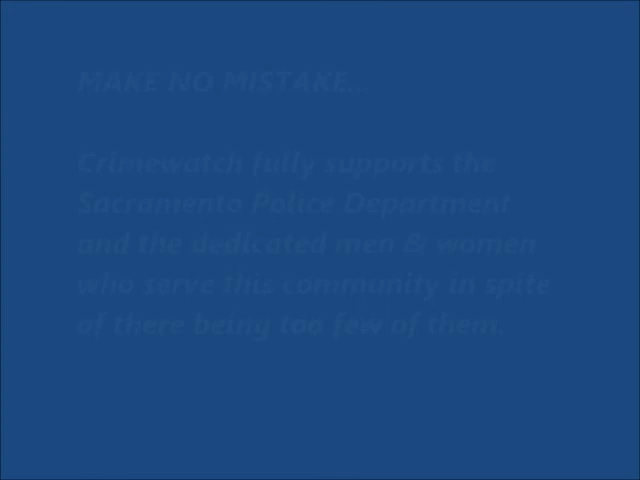 MAKE NO MISTAKE...
Crimewatch fully supports the
Sacramento Police Department
and the dedicated men & women
who serve this community in spite
of there being too few of them.